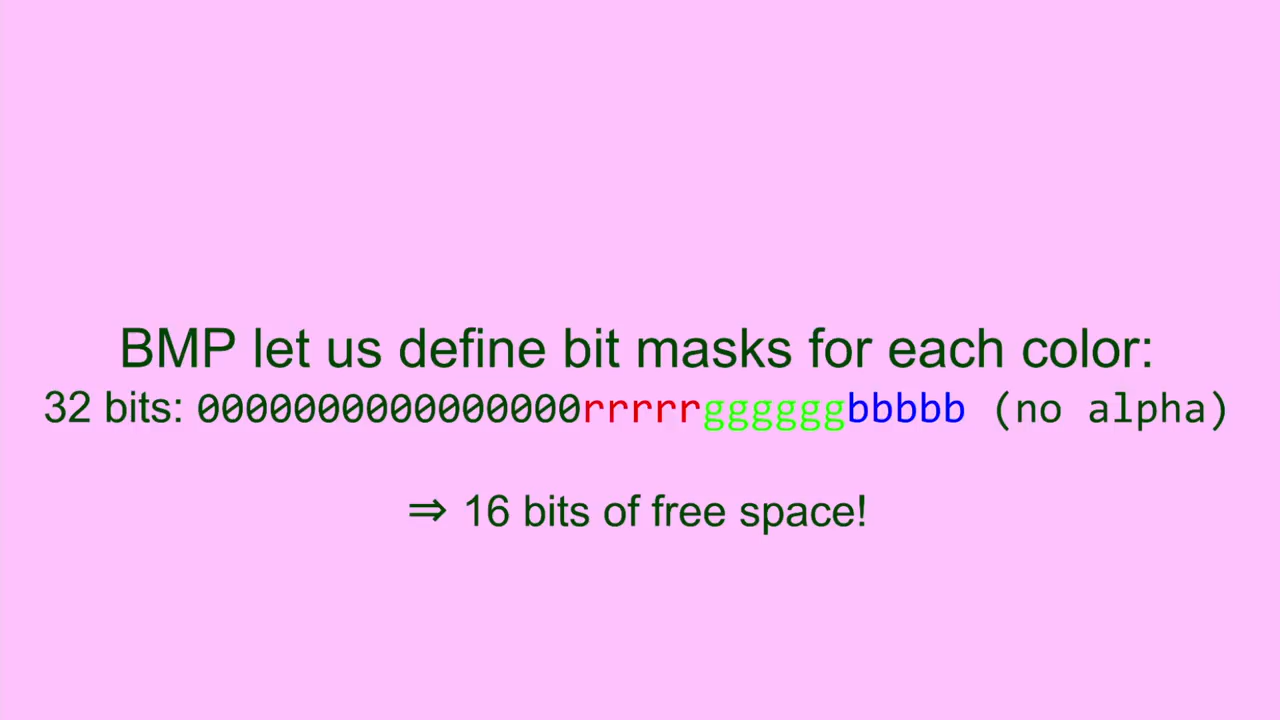 BMP let us define bit masks for each color:
32 bits: 0000000000000000rrrrrggggggbbbbb (no alpha)
⇒ 16 bits of free space!